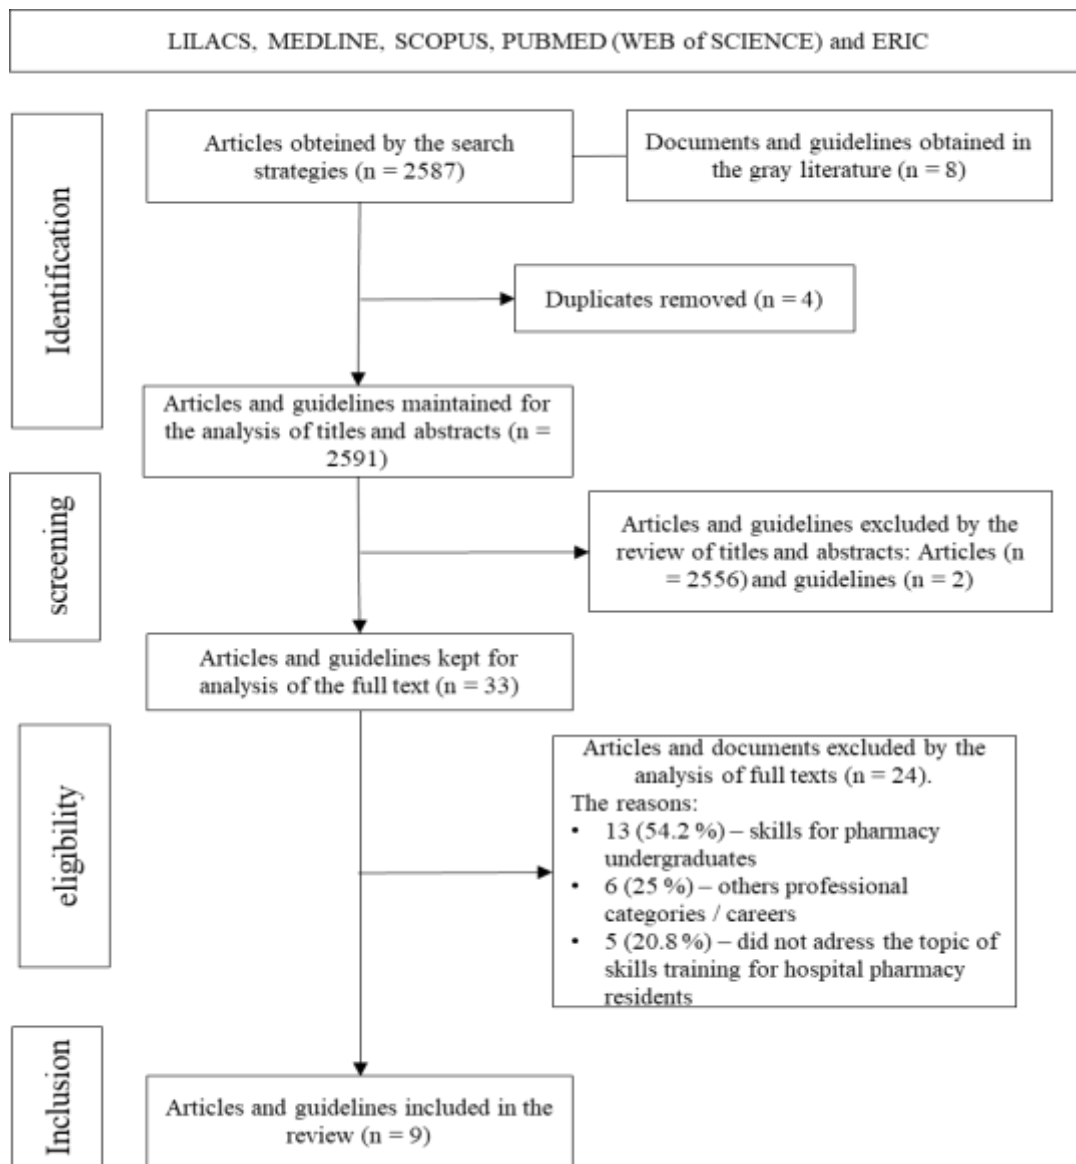 LILACS, MEDLINE, SCOPUS, PUBMED (WEB of SCIENCE) and ERIC
Identification
Articles obteined by the search
strategies (n = 2587)
Documents and guidelines obtained in
the gray literature (n = 8)
Duplicates removed (n = 4)
Articles and guidelines maintained for
the analysis of titles and abstracts (n =
2591)
screening
Articles and guidelines excluded by the
review of titles and abstracts: Articles (n
= 2556) and guidelines (n = 2)
Articles and guidelines kept for
analysis of the full text (n = 33)
eligibility
Articles and documents excluded by the
analysis of full texts (n = 24).
The reasons:
• 13 (54.2 %) – skills for pharmacy
undergraduates
• 6 (25 %) – others professional
categories / careers
• 5 (20.8 %) – did not adress the topic of
skills training for hospital pharmacy
residents
Inclusion
Articles and guidelines included in the
review (n = 9)